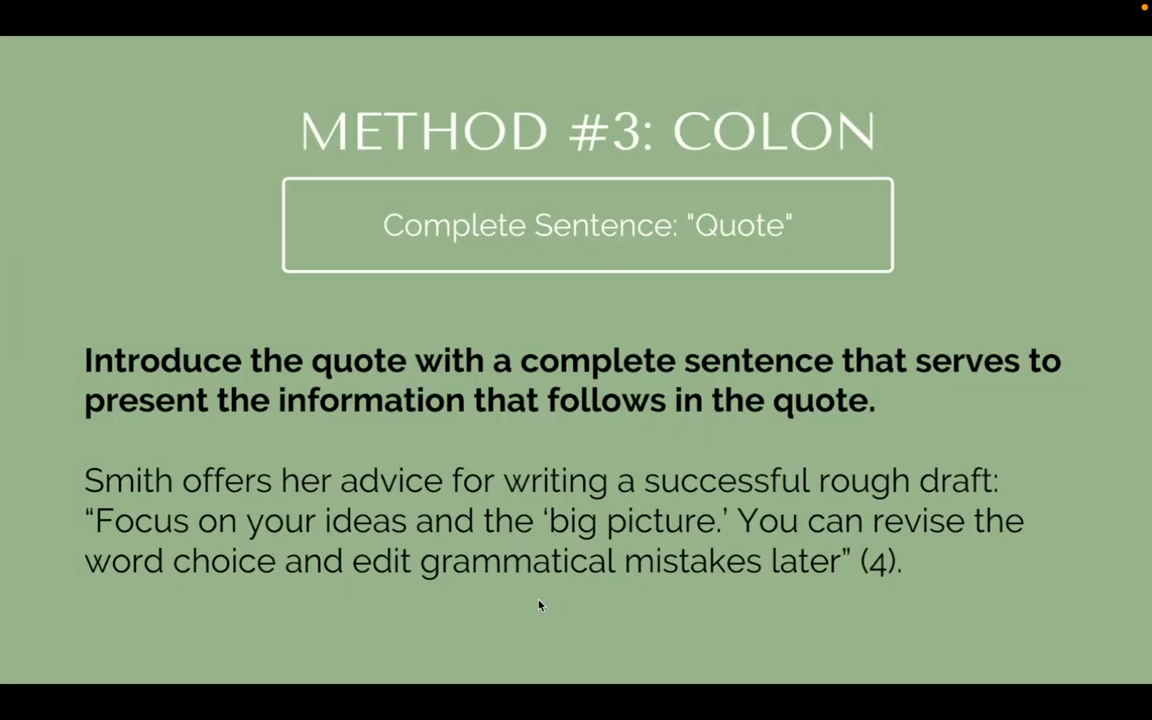 METHOD #3: COLON
Complete Sentence: "Quote"
Introduce the quote with a complete sentence that serves to
present the information that follows in the quote.
Smith offers her advice for writing a successful rough draft:
“Focus on your ideas and the ‘big picture.’ You can revise the
word choice and edit grammatical mistakes later” (4).